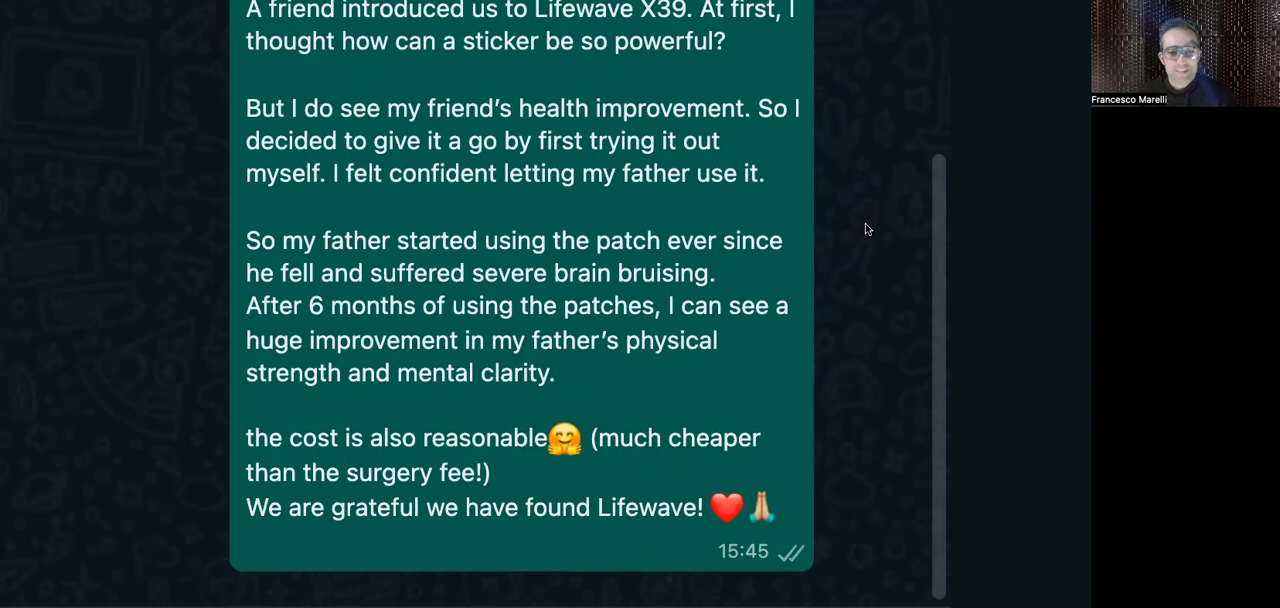 A friend introduced us to Lifewave X39. At first, I
thought how can a sticker be so powerful?
But I do see my friend’s health improvement. So I
decided to give it a go by first trying it out
myself. I felt confident letting my father use it.
So my father started using the patch ever since
he fell and suffered severe brain bruising.
After 6 months of using the patches, I can see a
huge improvement in my father’s physical
strength and mental clarity.
the cost is also reasonable🤗 (much cheaper
than the surgery fee!)
We are grateful we have found Lifewave! ❤️🙏🏼
15:45
Francesco Marelli